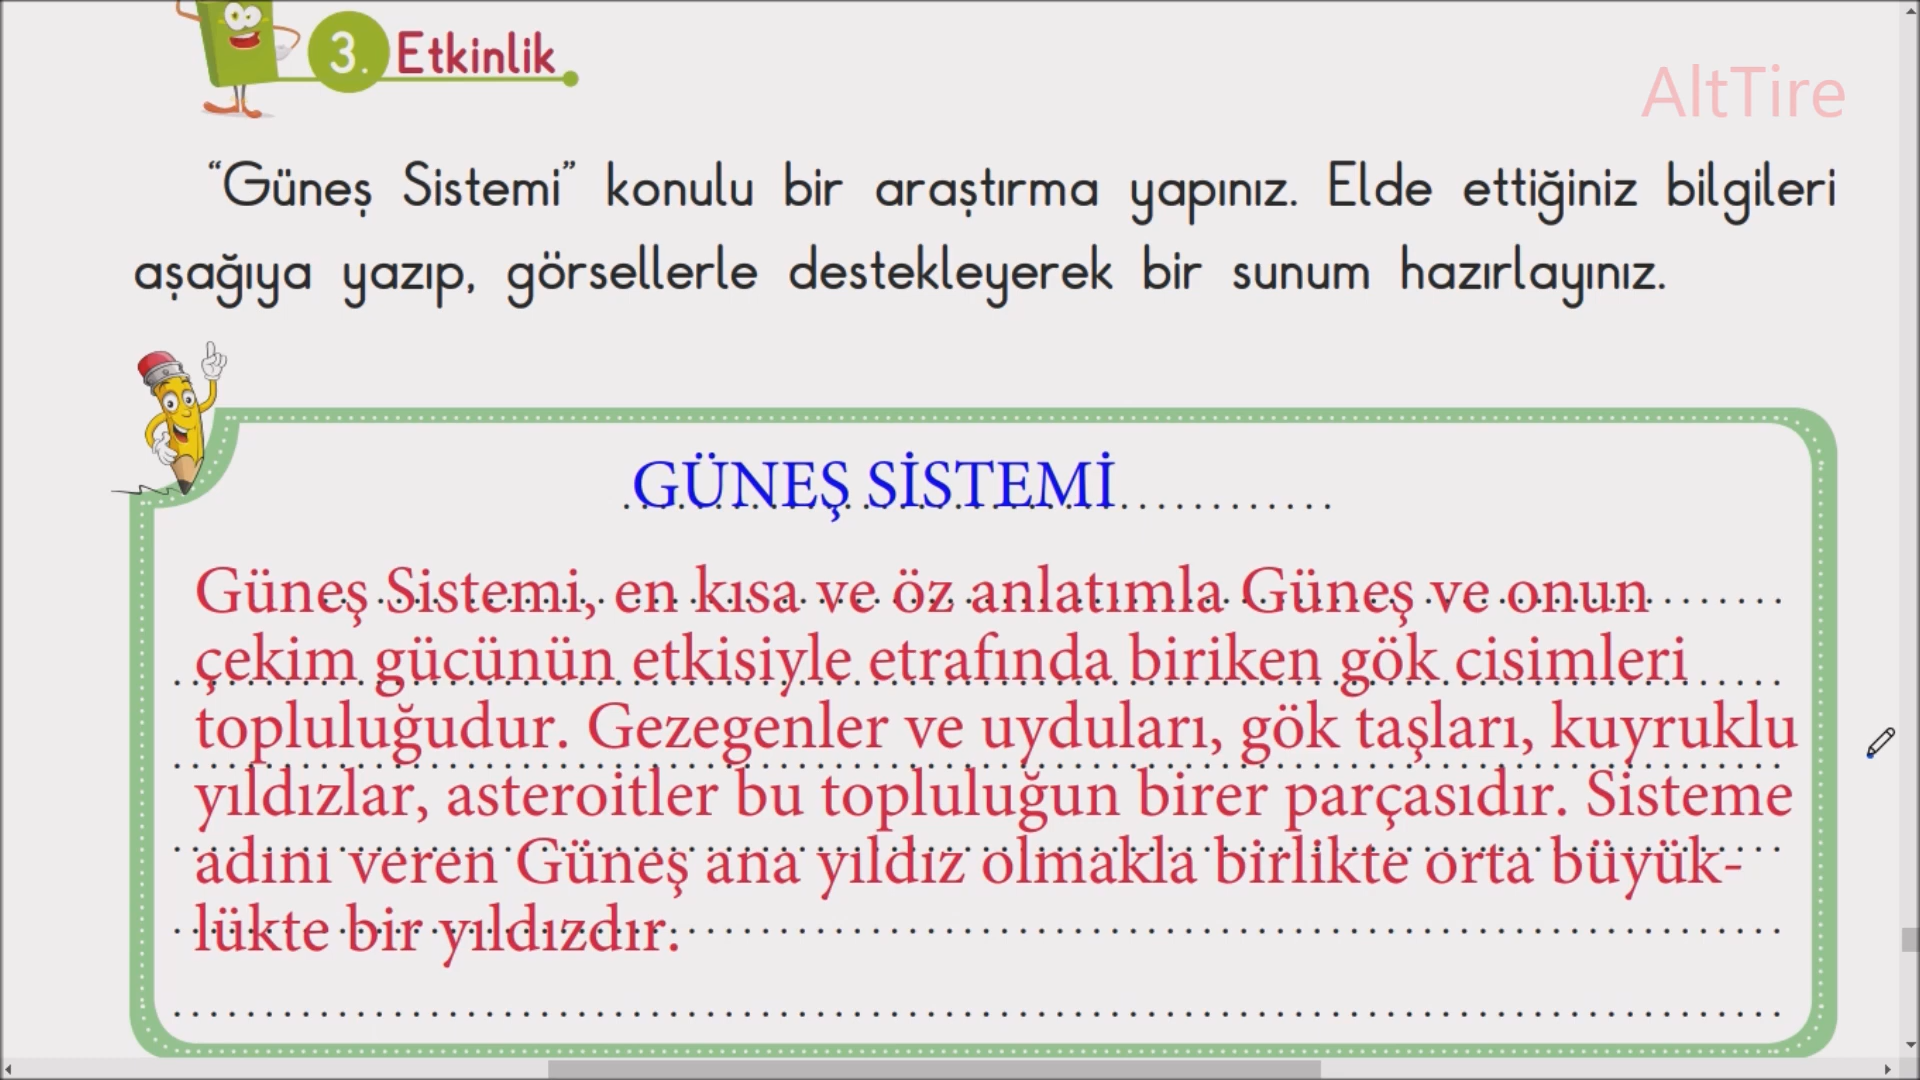 3. Etkinlik
AltTire
“Güneş Sistemi” konulu bir araştırma yapınız. Elde ettiğiniz bilgileri
aşağıya yazıp, görsellerle destekleyerek bir sunum hazırlayınız.
GÜNEŞ SİSTEMİ
Güneş Sistemi, en kısa ve öz anlatımla Güneş ve onun
çekim gücünün etkisiyle etrafında biriken gök cisimleri
topluluğudur. Gezegenler ve uyduları, gök taşları, kuyruklu
yıldızlar, asteroitler bu topluluğun birer parçasıdır. Sisteme
adını veren Güneş ana yıldız olmakla birlikte orta büyük-
lükte bir yıldızdır.